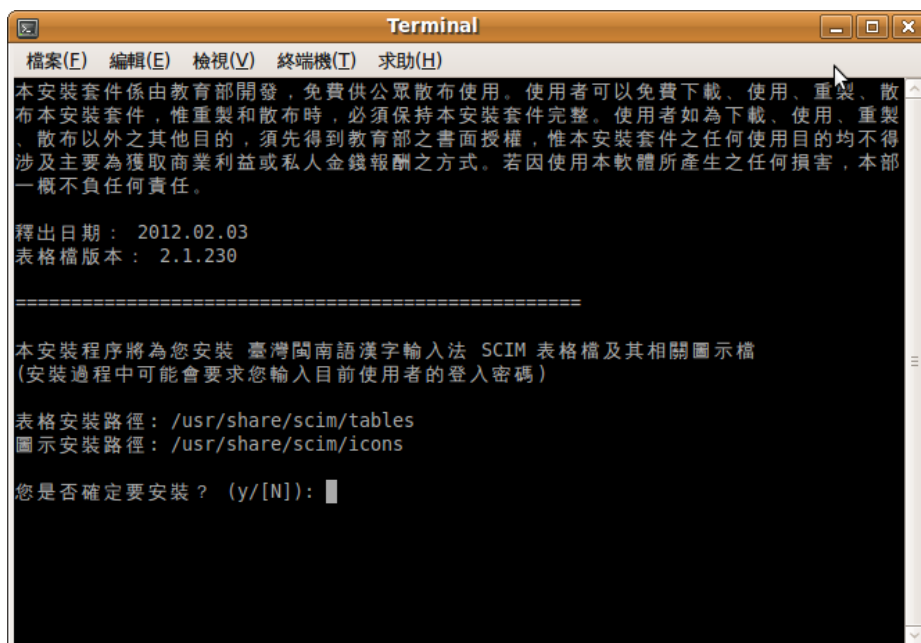 Terminal
檔案(F) 編輯(E) 檢視(V) 終端機(T) 求助(H)
本安裝套件係由教育部開發，免費供公眾散布使用。使用者可以免費下載、使用、重製、散
布本安裝套件，惟重製和散布時，必須保持本安裝套件完整。使用者如為下載、使用、重製
、散布以外之其他目的，須先得到教育部之書面授權，惟本安裝套件之任何使用目的均不得
涉及主要為獲取商業利益或私人金錢報酬之方式。若因使用本軟體所產生之任何損害，本部
一概不負任何責任。
釋出日期： 2012.02.03
表格檔版本： 2.1.230
===================================================
本安裝程序將為您安裝 臺灣閩南語漢字輸入法 SCIM 表格檔及其相關圖示檔
(安裝過程中可能會要求您輸入目前使用者的登入密碼)
表格安裝路徑: /usr/share/scim/tables
圖示安裝路徑: /usr/share/scim/icons
您是否確定要安裝？ (y/[N]):